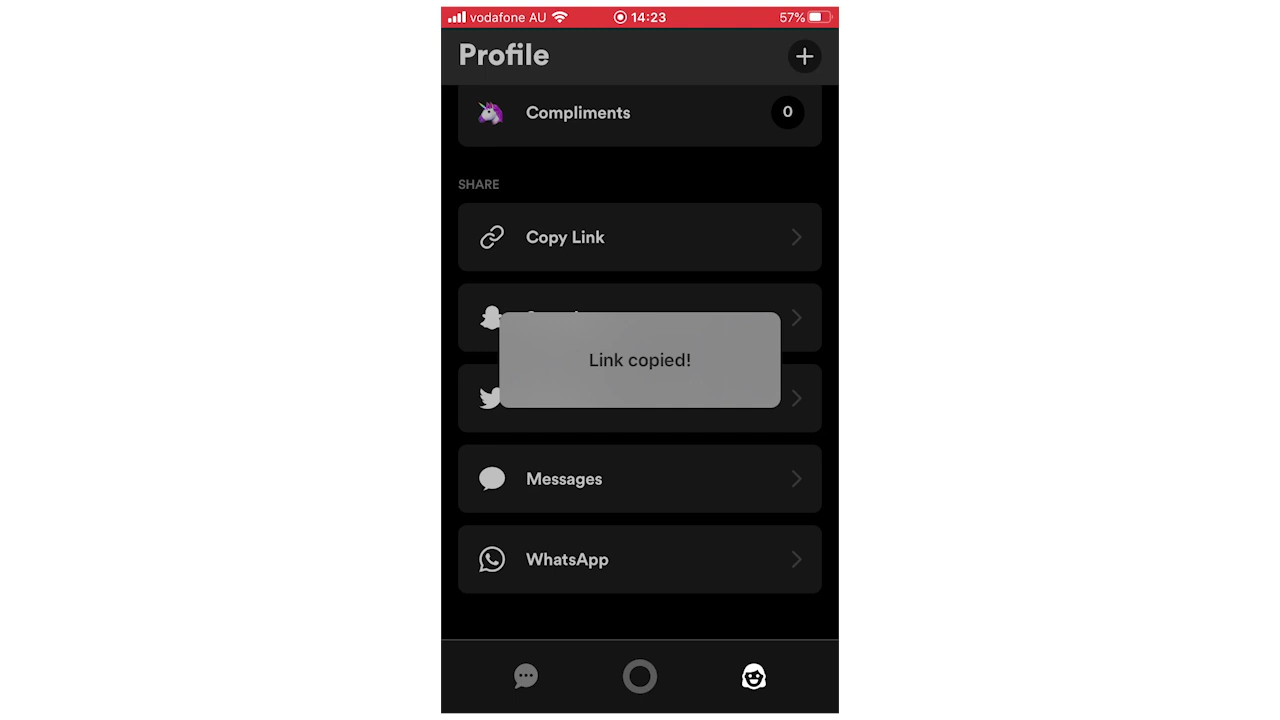 vodafone AU 14:23 57%
Profile
Compliments 0
SHARE
Copy Link
Link copied!
Messages
WhatsApp